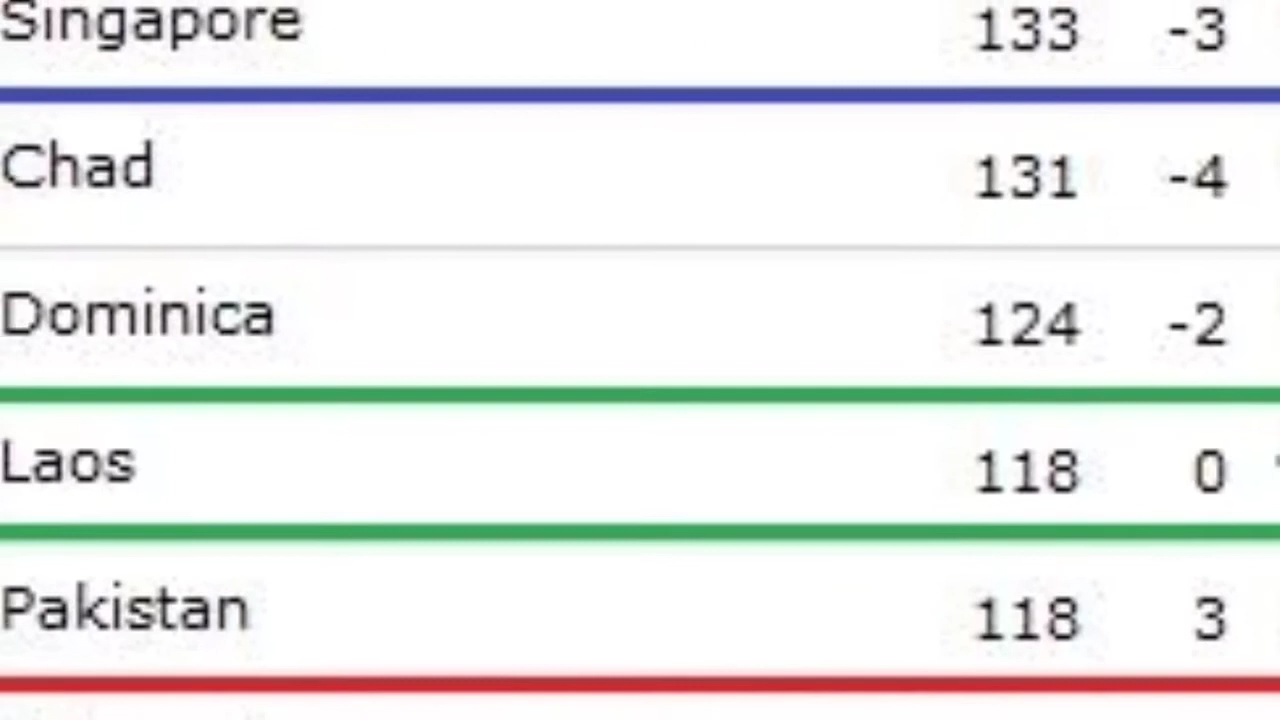 Singapore 133 -3
Chad 131 -4
Dominica 124 -2
Laos 118 0
Pakistan 118 3